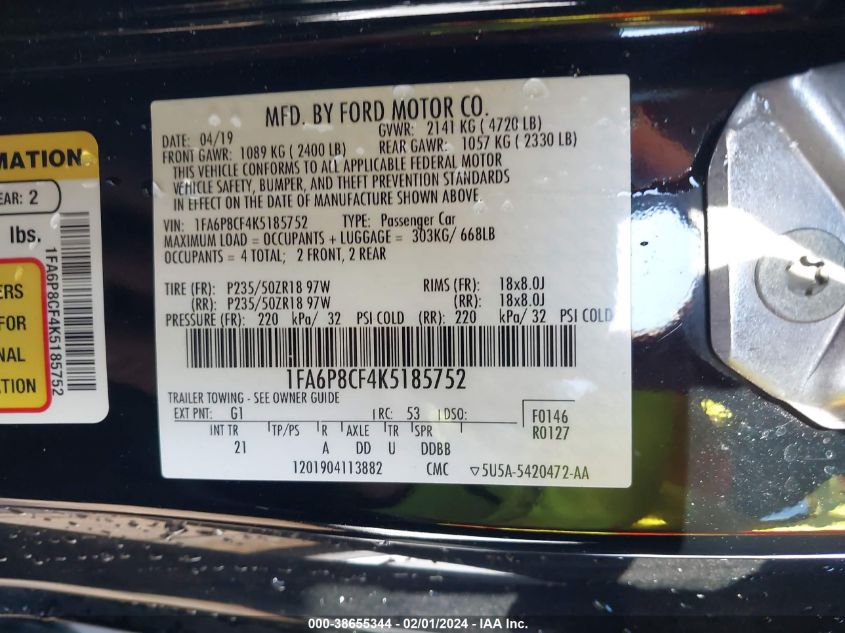 MATION
EAR: 2
lbs.
1FA6P8CF4K5185752
ERS
FOR
NAL
ION
MFD. BY FORD MOTOR CO.
DATE: 04/19 GVWR: 2141 KG ( 4720 LB)
FRONT GAWR: 1089 KG ( 2400 LB) REAR GAWR: 1057 KG ( 2330 LB)
THIS VEHICLE CONFORMS TO ALL APPLICABLE FEDERAL MOTOR
VEHICLE SAFETY, BUMPER, AND THEFT PREVENTION STANDARDS
IN EFFECT ON THE DATE OF MANUFACTURE SHOWN ABOVE
VIN: 1FA6P8CF4K5185752 TYPE: Passenger Car
MAXIMUM LOAD = OCCUPANTS + LUGGAGE = 303KG/ 668LB
OCCUPANTS = 4 TOTAL; 2 FRONT, 2 REAR
TIRE (FR): P235/50ZR18 97W RIMS (FR): 18x8.0J
(RR): P235/50ZR18 97W (RR): 18x8.0J
PRESSURE (FR): 220 kPa/ 32 PSI COLD (RR): 220 kPa/ 32 PSI COLD
1FA6P8CF4K5185752
TRAILER TOWING - SEE OWNER GUIDE
EXT PNT: G1 RC: 53 DSO: F0146
R0127
INT TR TP/PS R AXLE TR SPR
21 A DD U DDBB
1201904113882 CMC ▽5U5A-5420472-AA
000-38655344 - 02/01/2024 - IAA Inc.